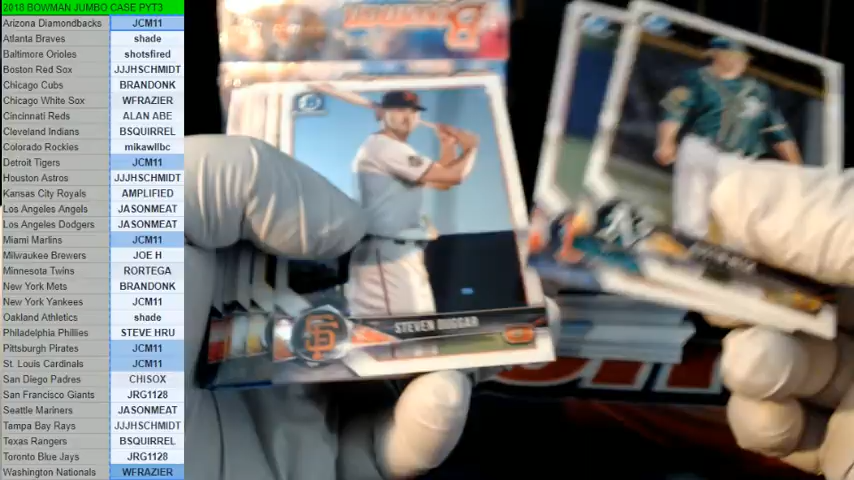 2018 BOWMAN JUMBO CASE PYT3
Arizona Diamondbacks JCM11
Atlanta Braves shade
Baltimore Orioles shotsfired
Boston Red Sox JJJHSCHMIDT
Chicago Cubs BRANDONK
Chicago White Sox WFRAZIER
Cincinnati Reds ALAN ABE
Cleveland Indians BSQUIRREL
Colorado Rockies mikawllbc
Detroit Tigers JCM11
Houston Astros JJJHSCHMIDT
Kansas City Royals AMPLIFIED
Los Angeles Angels JASONMEAT
Los Angeles Dodgers JASONMEAT
Miami Marlins JCM11
Milwaukee Brewers JOE H
Minnesota Twins RORTEGA
New York Mets BRANDONK
New York Yankees JCM11
Oakland Athletics shade
Philadelphia Phillies STEVE HRU
Pittsburgh Pirates JCM11
St. Louis Cardinals JCM11
San Diego Padres CHISOX
San Francisco Giants JRG1128
Seattle Mariners JASONMEAT
Tampa Bay Rays JJJHSCHMIDT
Texas Rangers BSQUIRREL
Toronto Blue Jays JRG1128
Washington Nationals WFRAZIER
SF
STEVEN DUGGAR
A's